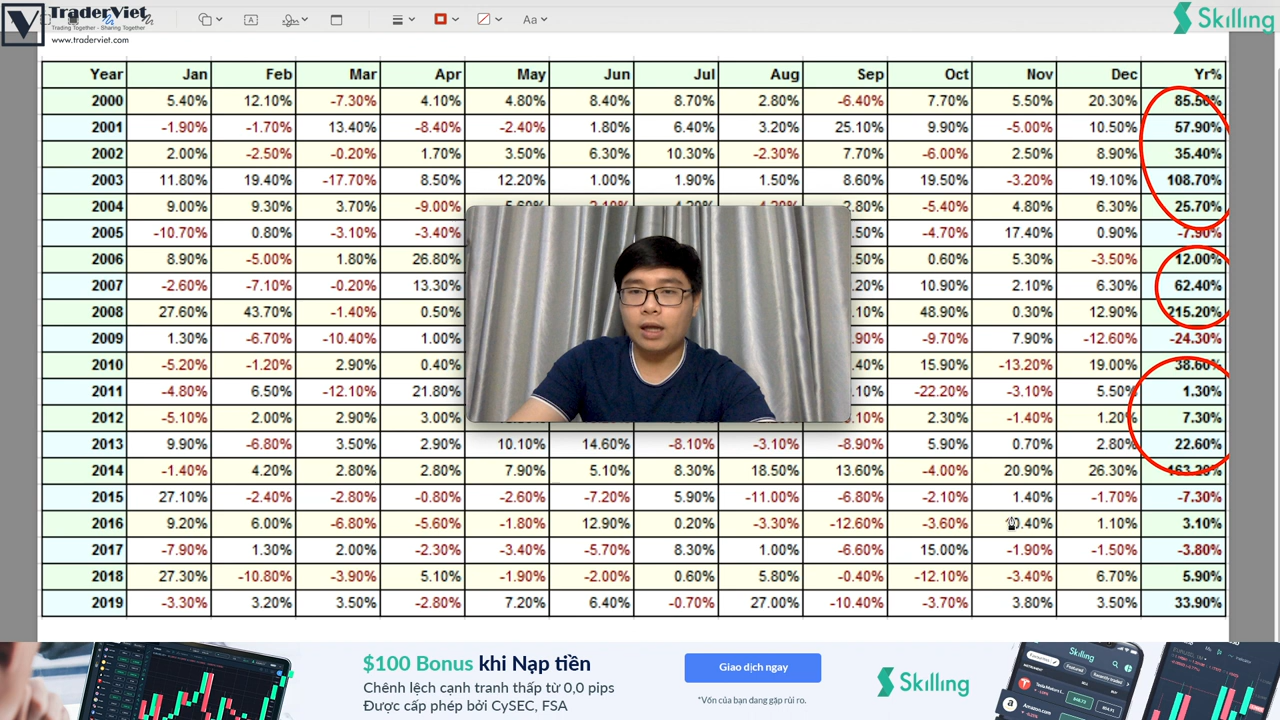 TraderViet
Trading Together - Sharing Together
www.traderviet.com
Aa
Skilling
Year Jan Feb Mar Apr May Jun Jul Aug Sep Oct Nov Dec Yr%
2000 5.40% 12.10% -7.30% 4.10% 4.80% 8.40% 8.70% 2.80% -6.40% 7.70% 5.50% 20.30% 85.50%
2001 -1.90% -1.70% 13.40% -8.40% -2.40% 1.80% 6.40% 3.20% 25.10% 9.90% -5.00% 10.50% 57.90%
2002 2.00% -2.50% -0.20% 1.70% 3.50% 6.30% 10.30% -2.30% 7.70% -6.00% 2.50% 8.90% 35.40%
2003 11.80% 19.40% -17.70% 8.50% 12.20% 1.00% 1.90% 1.50% 8.60% 19.50% -3.20% 19.10% 108.70%
2004 9.00% 9.30% 3.70% -9.00% 2.80% -5.40% 4.80% 6.30% 25.70%
2005 -10.70% 0.80% -3.10% -3.40% .50% -4.70% 17.40% 0.90% -7.90%
2006 8.90% -5.00% 1.80% 26.80% .50% 0.60% 5.30% -3.50% 12.00%
2007 -2.60% -7.10% -0.20% 13.30% .20% 10.90% 2.10% 6.30% 62.40%
2008 27.60% 43.70% -1.40% 0.50% .10% 48.90% 0.30% 12.90% 215.20%
2009 1.30% -6.70% -10.40% 1.00% .90% -9.70% 7.90% -12.60% -24.30%
2010 -5.20% -1.20% 2.90% 0.40% .40% 15.90% -13.20% 19.00% 38.60%
2011 -4.80% 6.50% -12.10% 21.80% .10% -22.20% -3.10% 5.50% 1.30%
2012 -5.10% 2.00% 2.90% 3.00% .10% 2.30% -1.40% 1.20% 7.30%
2013 9.90% -6.80% 3.50% 2.90% 10.10% 14.60% -8.10% -3.10% -8.90% 5.90% 0.70% 2.80% 22.60%
2014 -1.40% 4.20% 2.80% 2.80% 7.90% 5.10% 8.30% 18.50% 13.60% -4.00% 20.90% 26.30% 163.20%
2015 27.10% -2.40% -2.80% -0.80% -2.60% -7.20% 5.90% -11.00% -6.80% -2.10% 1.40% -1.70% -7.30%
2016 9.20% 6.00% -6.80% -5.60% -1.80% 12.90% 0.20% -3.30% -12.60% -3.60% .40% 1.10% 3.10%
2017 -7.90% 1.30% 2.00% -2.30% -3.40% -5.70% 8.30% 1.00% -6.60% 15.00% -1.90% -1.50% -3.80%
2018 27.30% -10.80% -3.90% 5.10% -1.90% -2.00% 0.60% 5.80% -0.40% -12.10% -3.40% 6.70% 5.90%
2019 -3.30% 3.20% 3.50% -2.80% 7.20% 6.40% -0.70% 27.00% -10.40% -3.70% 3.80% 3.50% 33.90%
$100 Bonus khi Nạp tiền
Chênh lệch cạnh tranh thấp từ 0,0 pips
Được cấp phép bởi CySEC, FSA
Giao dịch ngay
*Vốn của bạn đang gặp rủi ro.
Skilling
Skilling
Amazon.com